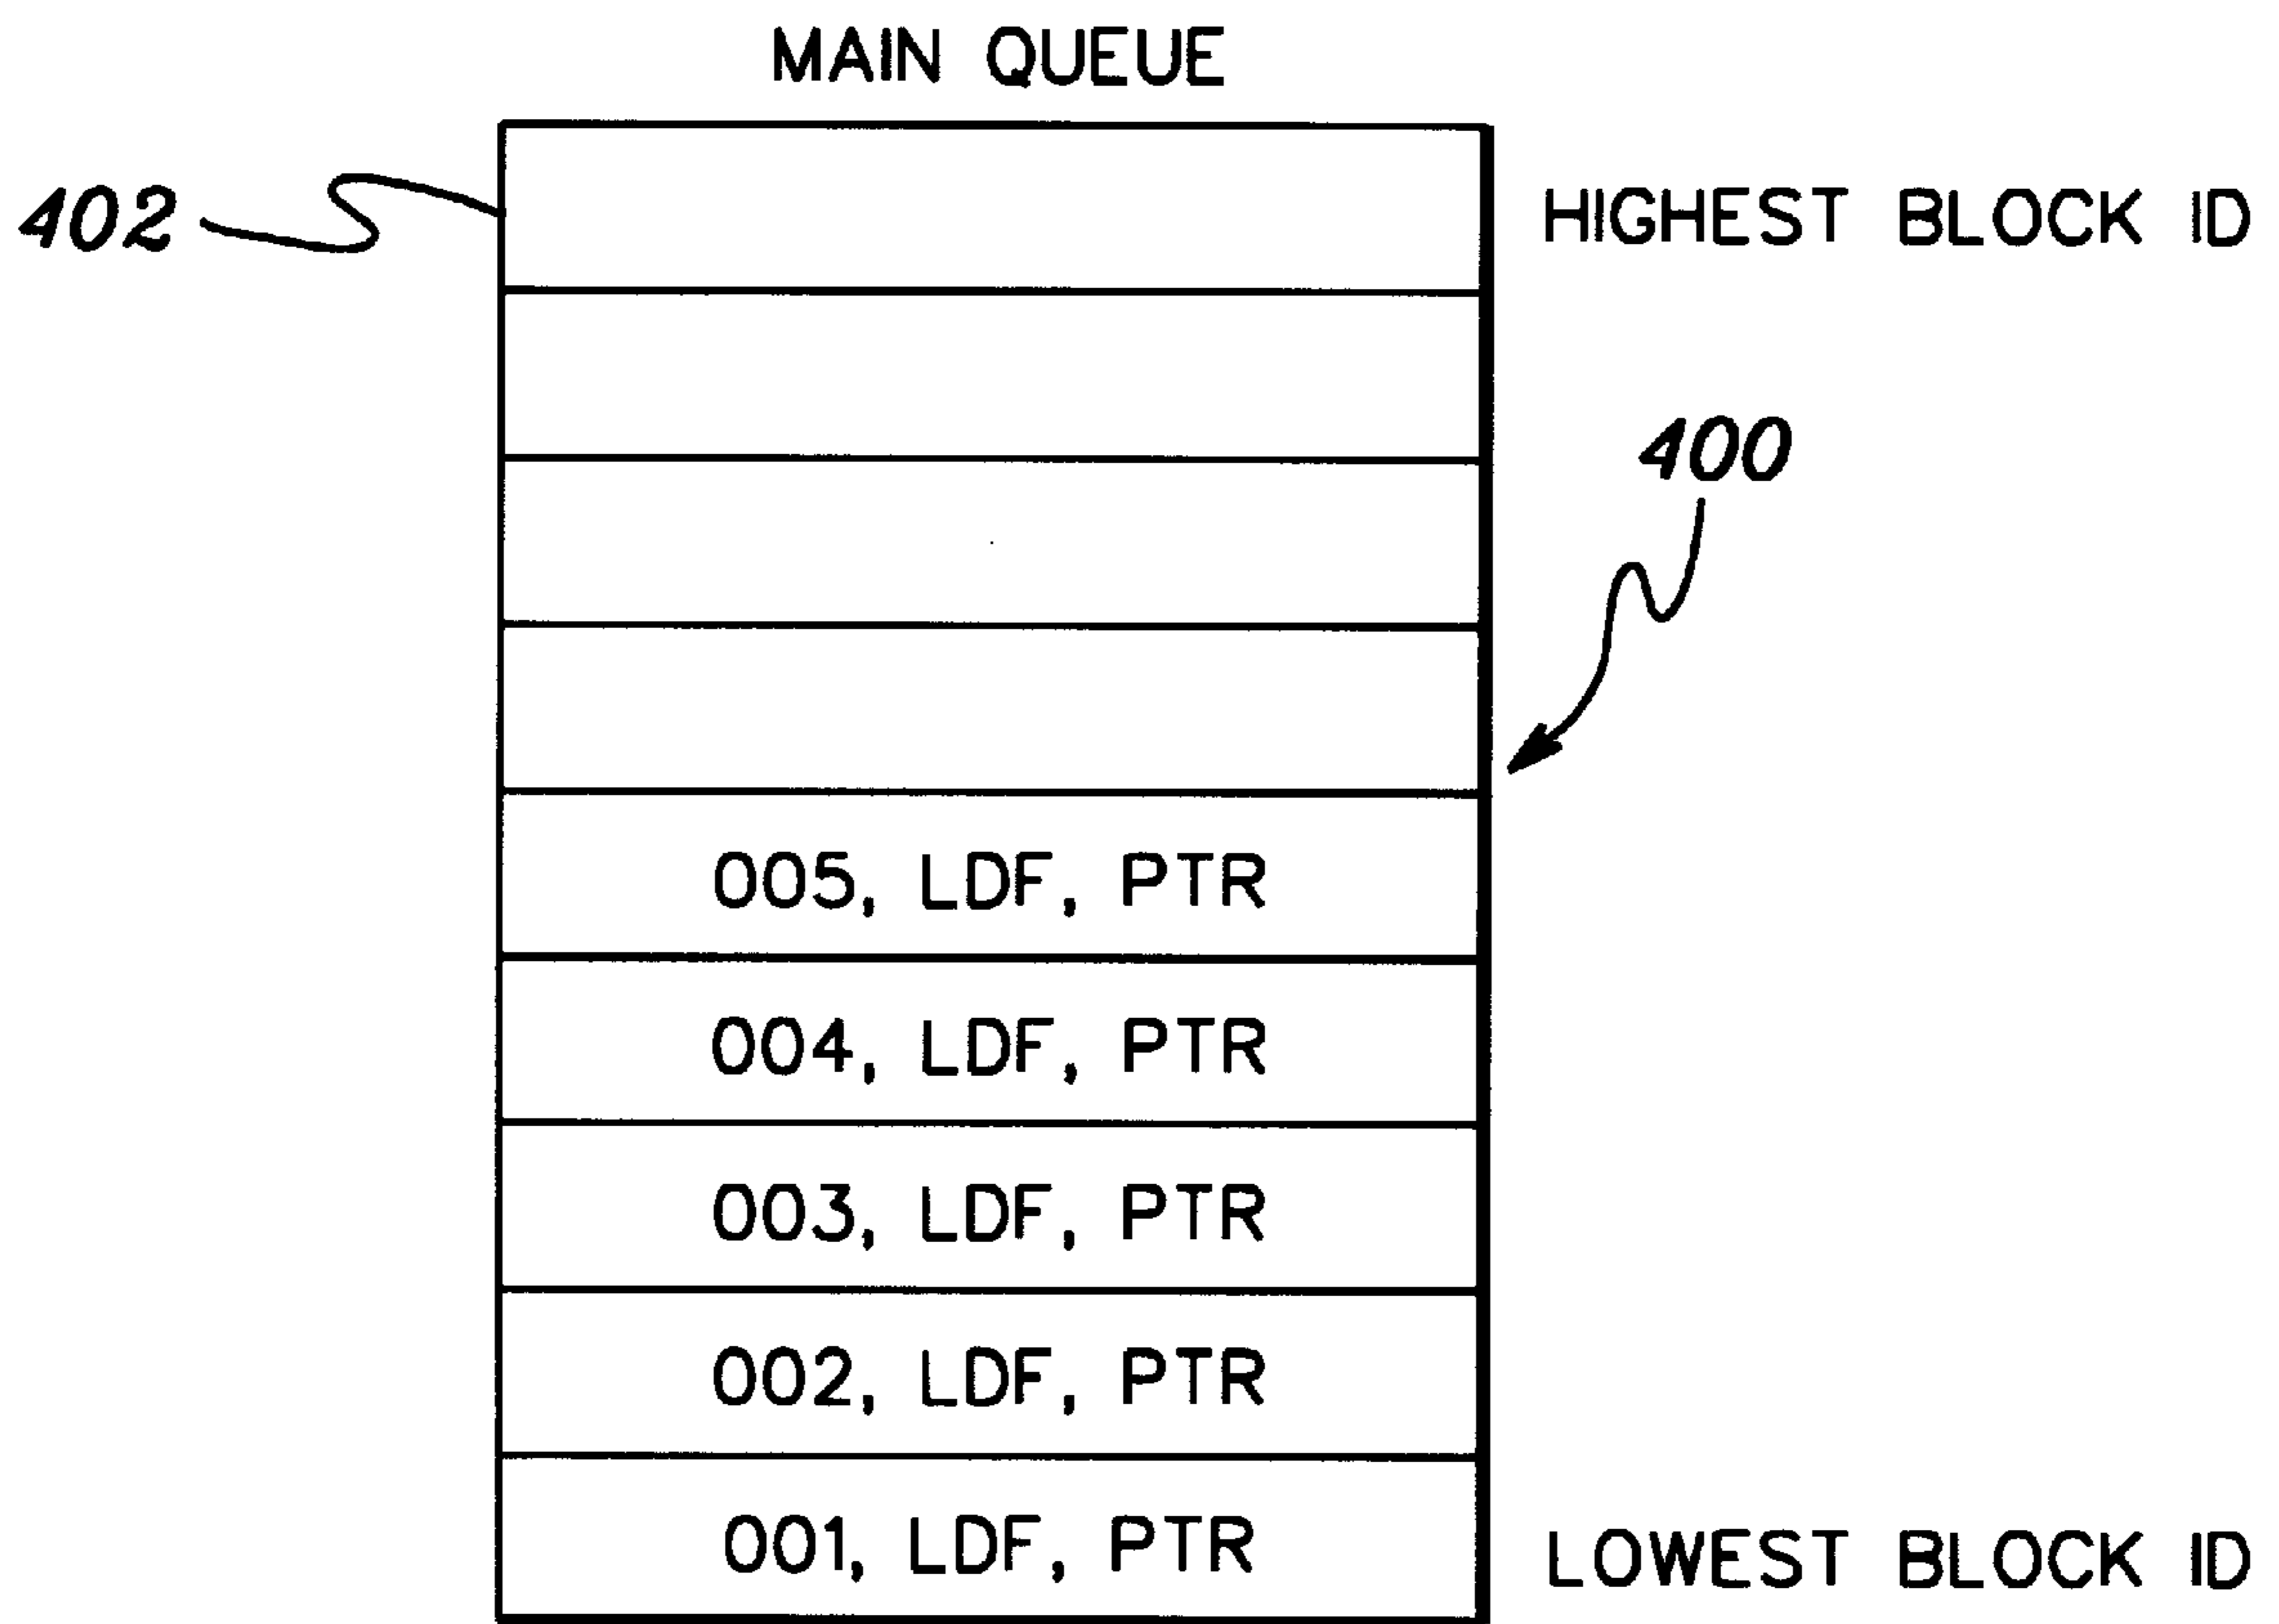 MAIN QUEUE
402
HIGHEST BLOCK ID
400
005, LDF, PTR
004, LDF, PTR
003, LDF, PTR
002, LDF, PTR
001, LDF, PTR
LOWEST BLOCK ID